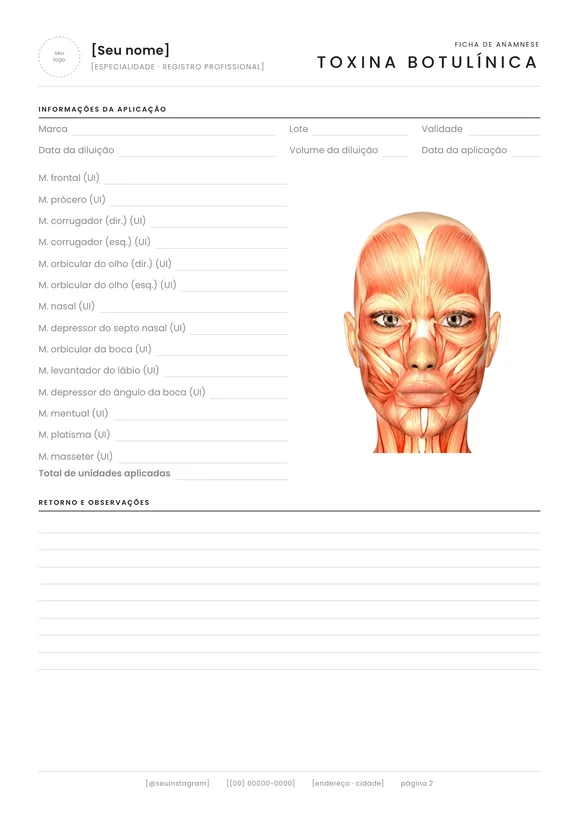 seu
logo
[Seu nome]
[ESPECIALIDADE · REGISTRO PROFISSIONAL]
FICHA DE ANAMNESE
TOXINA BOTULÍNICA
INFORMAÇÕES DA APLICAÇÃO
Marca Lote Validade
Data da diluição Volume da diluição Data da aplicação
M. frontal (UI)
M. prócero (UI)
M. corrugador (dir.) (UI)
M. corrugador (esq.) (UI)
M. orbicular do olho (dir.) (UI)
M. orbicular do olho (esq.) (UI)
M. nasal (UI)
M. depressor do septo nasal (UI)
M. orbicular da boca (UI)
M. levantador do lábio (UI)
M. depressor do ângulo da boca (UI)
M. mentual (UI)
M. platisma (UI)
M. masseter (UI)
Total de unidades aplicadas
RETORNO E OBSERVAÇÕES
[@seuinstagram] [(00) 00000-0000] [endereço · cidade] página 2